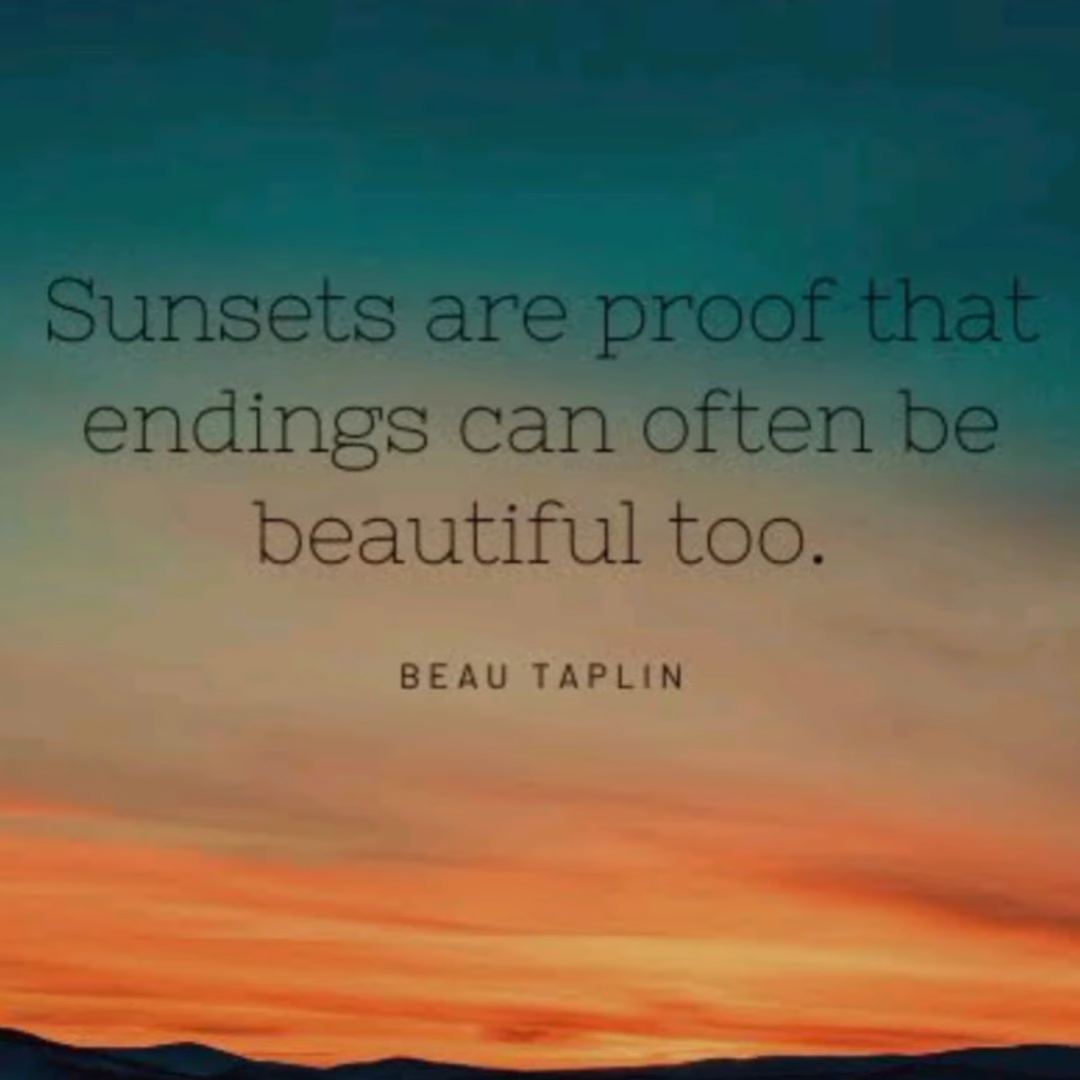 Sunsets are proof that
endings can often be
beautiful too.
BEAU TAPLIN